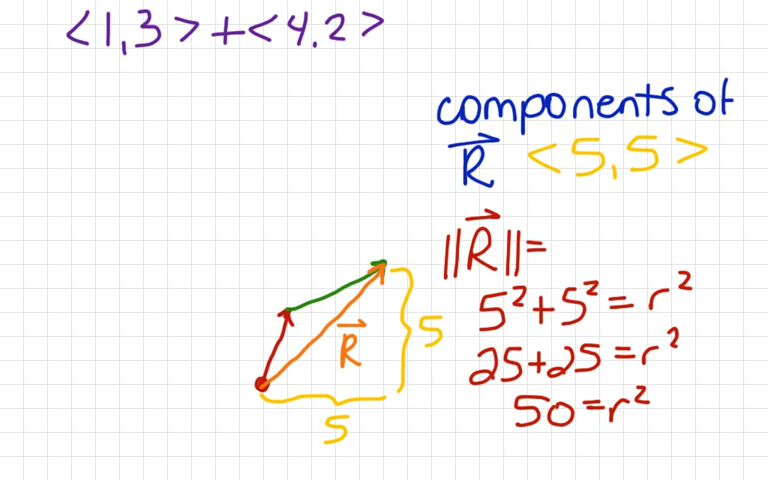 <1,3>+<4,2>
components of
R⃗ <5,5>
||R⃗||=
5²+5²=r²
25+25=r²
50=r²
R⃗
5
5